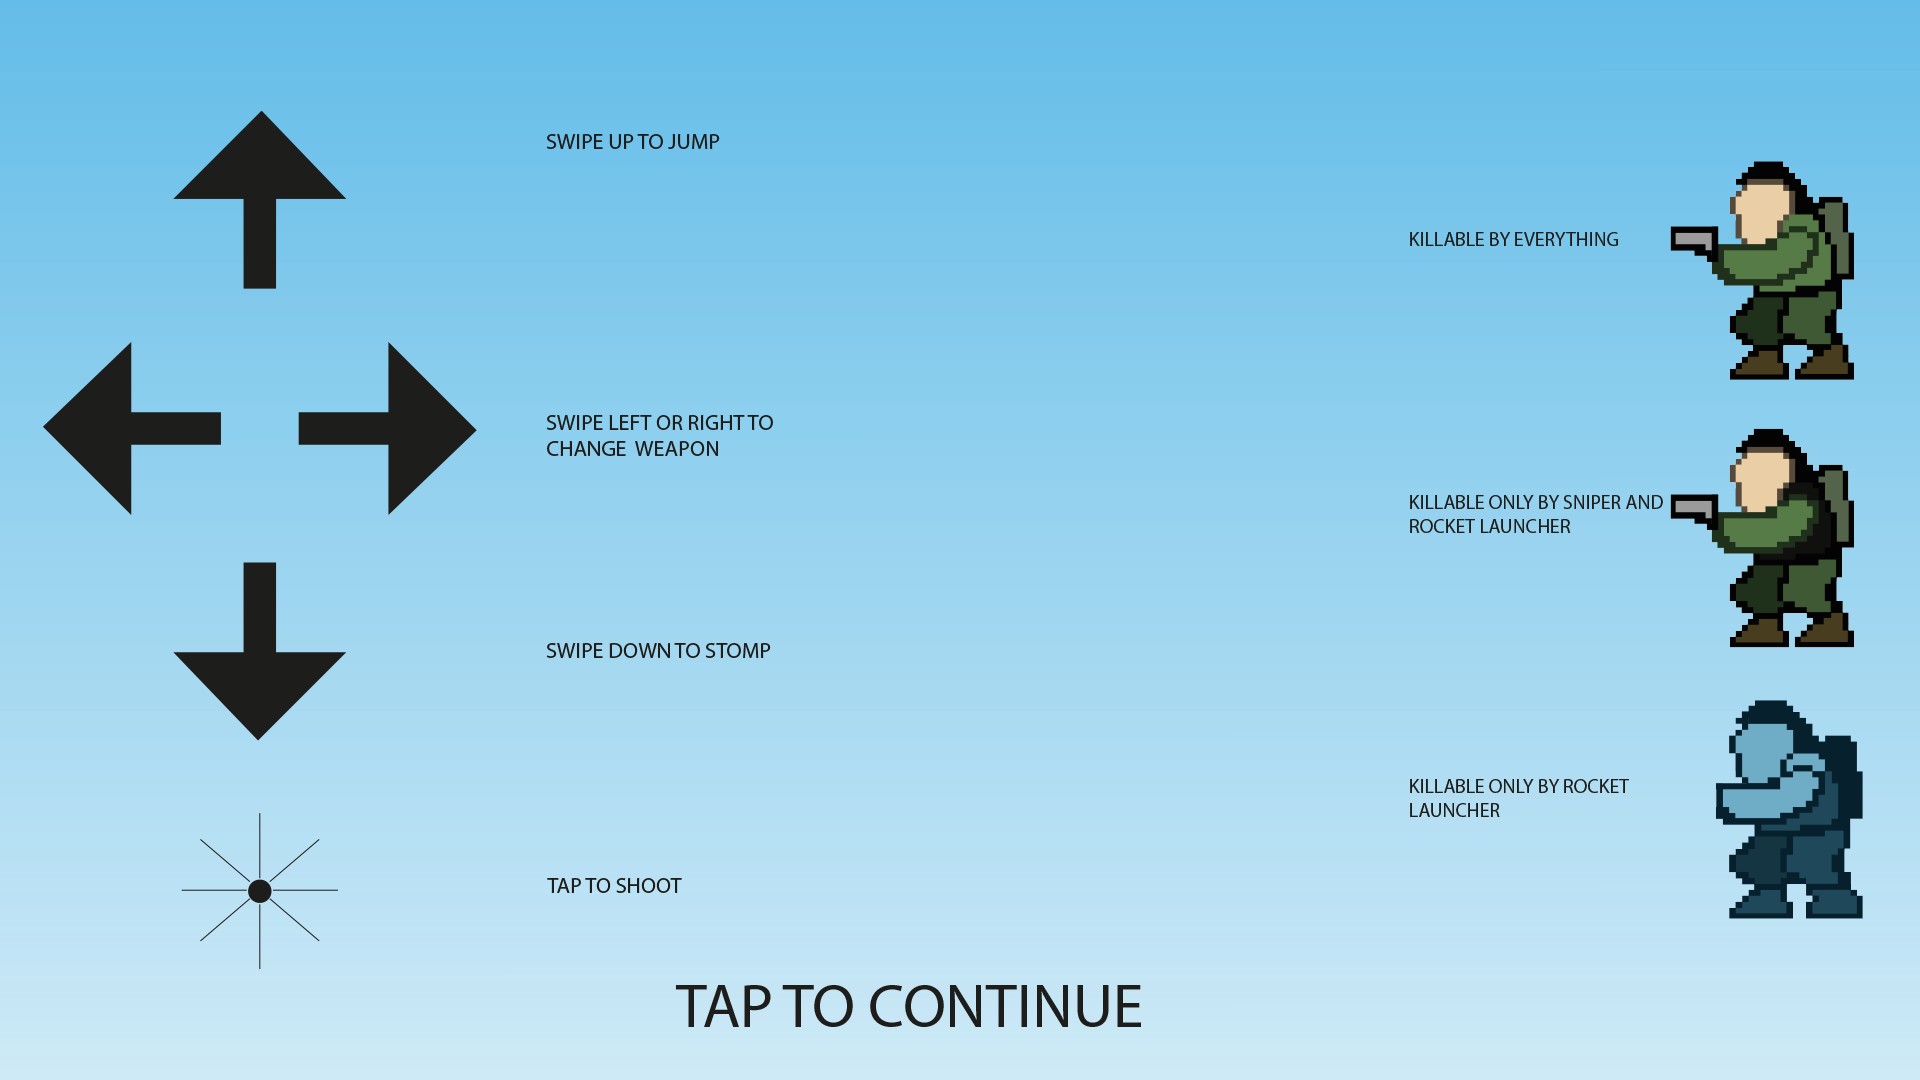 SWIPE UP TO JUMP
SWIPE LEFT OR RIGHT TO
CHANGE WEAPON
SWIPE DOWN TO STOMP
TAP TO SHOOT
KILLABLE BY EVERYTHING
KILLABLE ONLY BY SNIPER AND
ROCKET LAUNCHER
KILLABLE ONLY BY ROCKET
LAUNCHER
TAP TO CONTINUE